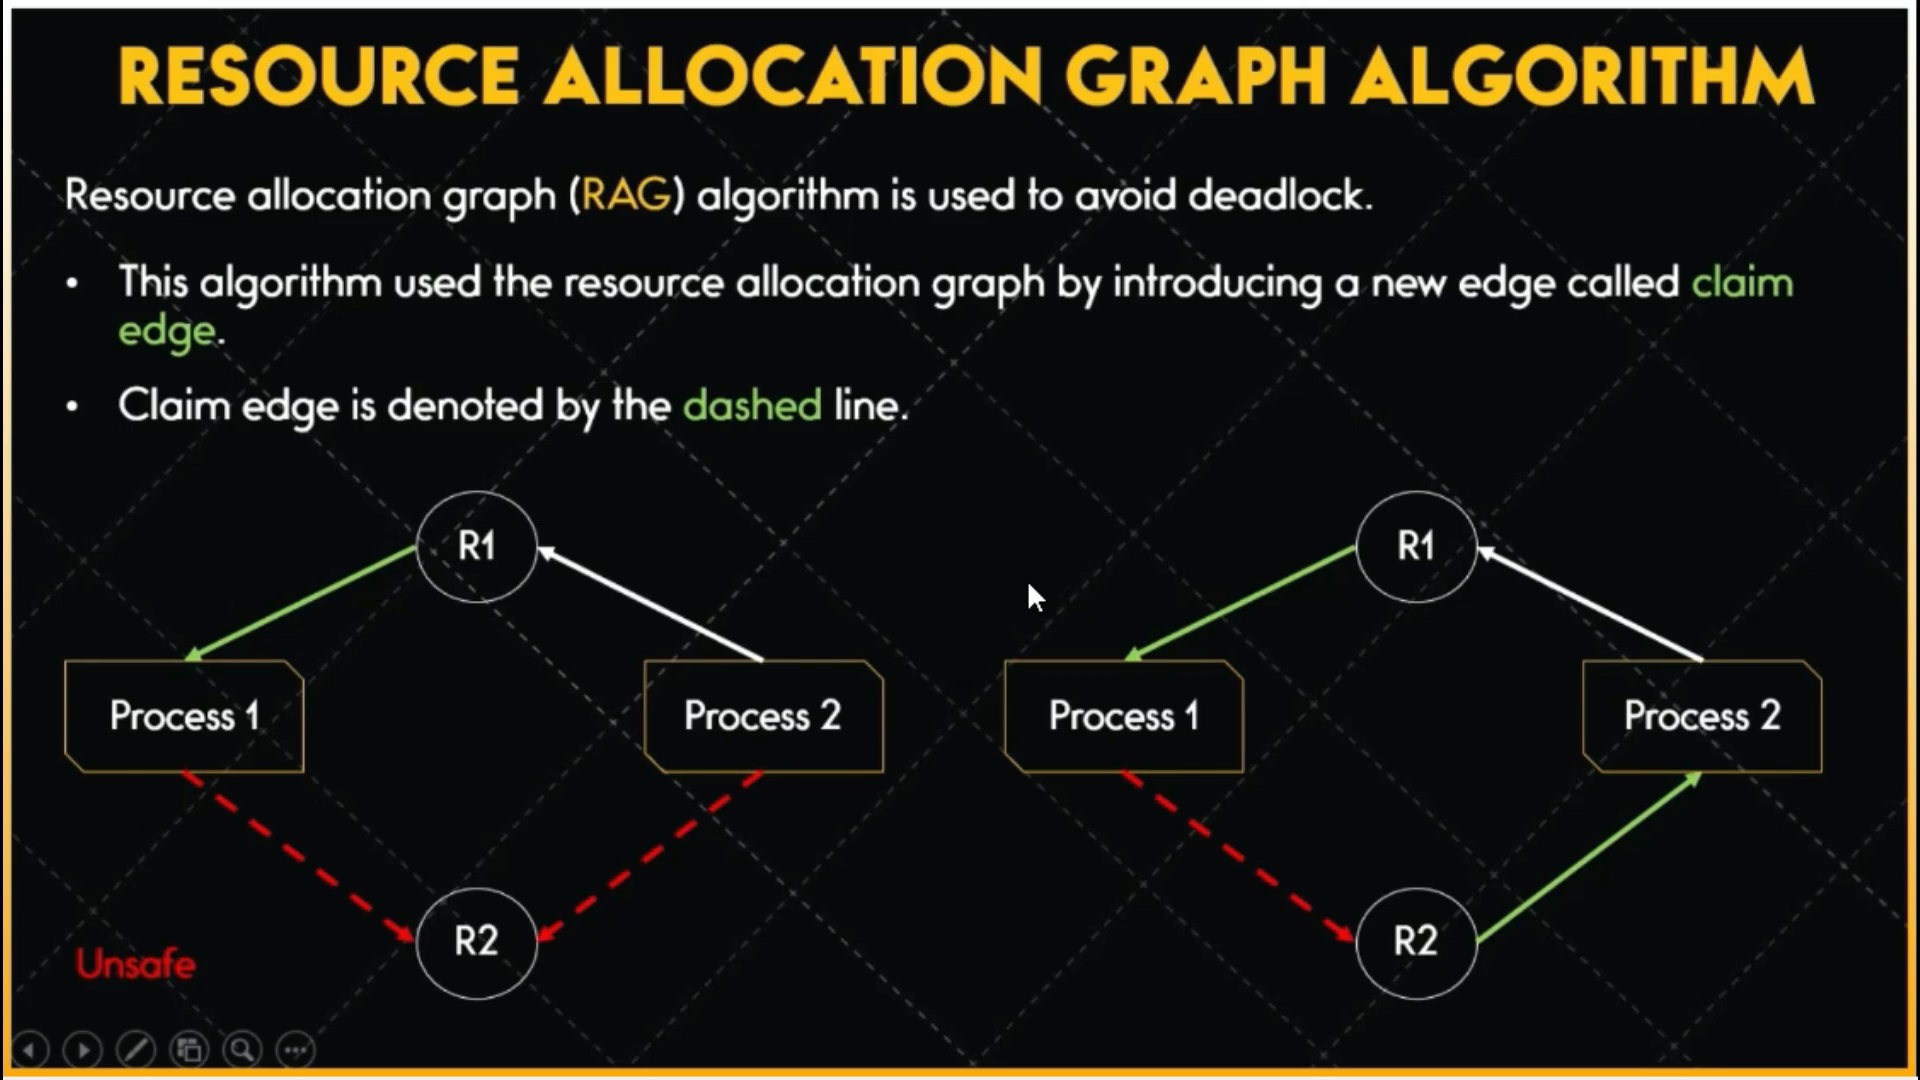 RESOURCE ALLOCATION GRAPH ALGORITHM
Resource allocation graph (RAG) algorithm is used to avoid deadlock.
• This algorithm used the resource allocation graph by introducing a new edge called claim
edge.
• Claim edge is denoted by the dashed line.
R1
R1
Process 1
Process 2
Process 1
Process 2
R2
R2
Unsafe